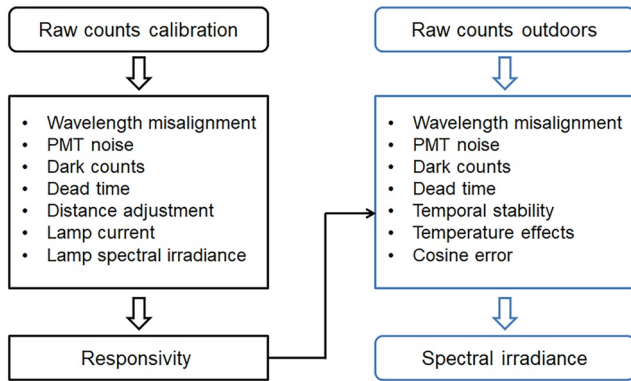 Raw counts calibration
• Wavelength misalignment
• PMT noise
• Dark counts
• Dead time
• Distance adjustment
• Lamp current
• Lamp spectral irradiance
Responsivity
Raw counts outdoors
• Wavelength misalignment
• PMT noise
• Dark counts
• Dead time
• Temporal stability
• Temperature effects
• Cosine error
Spectral irradiance